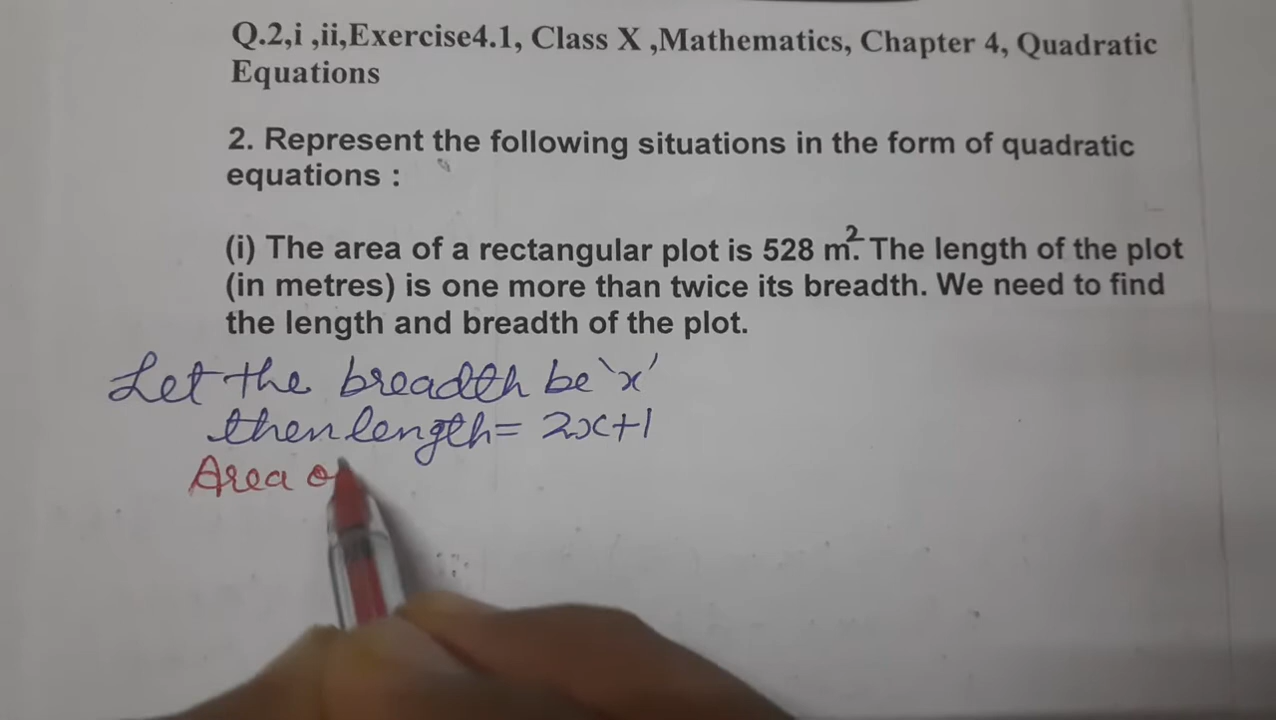 Q.2,i ,ii,Exercise4.1, Class X ,Mathematics, Chapter 4, Quadratic
Equations
2. Represent the following situations in the form of quadratic
equations :
(i) The area of a rectangular plot is 528 m². The length of the plot
(in metres) is one more than twice its breadth. We need to find
the length and breadth of the plot.
Let the breadth be 'x'
then length = 2x+1
Area o